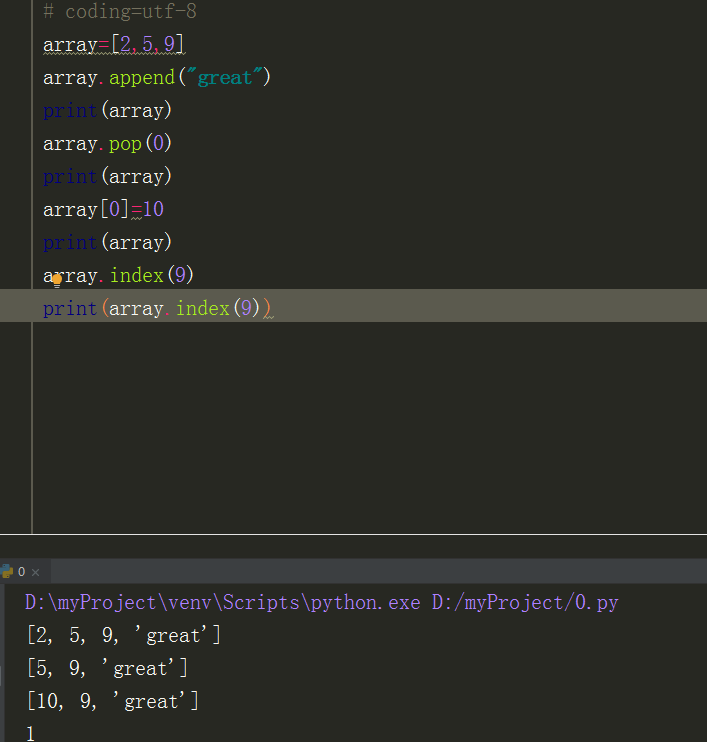 # coding=utf-8
array=[2,5,9]
array.append("great")
print(array)
array.pop(0)
print(array)
array[0]=10
print(array)
array.index(9)
print(array.index(9))
0 ×
D:\myProject\venv\Scripts\python.exe D:/myProject/0.py
[2, 5, 9, 'great']
[5, 9, 'great']
[10, 9, 'great']
1